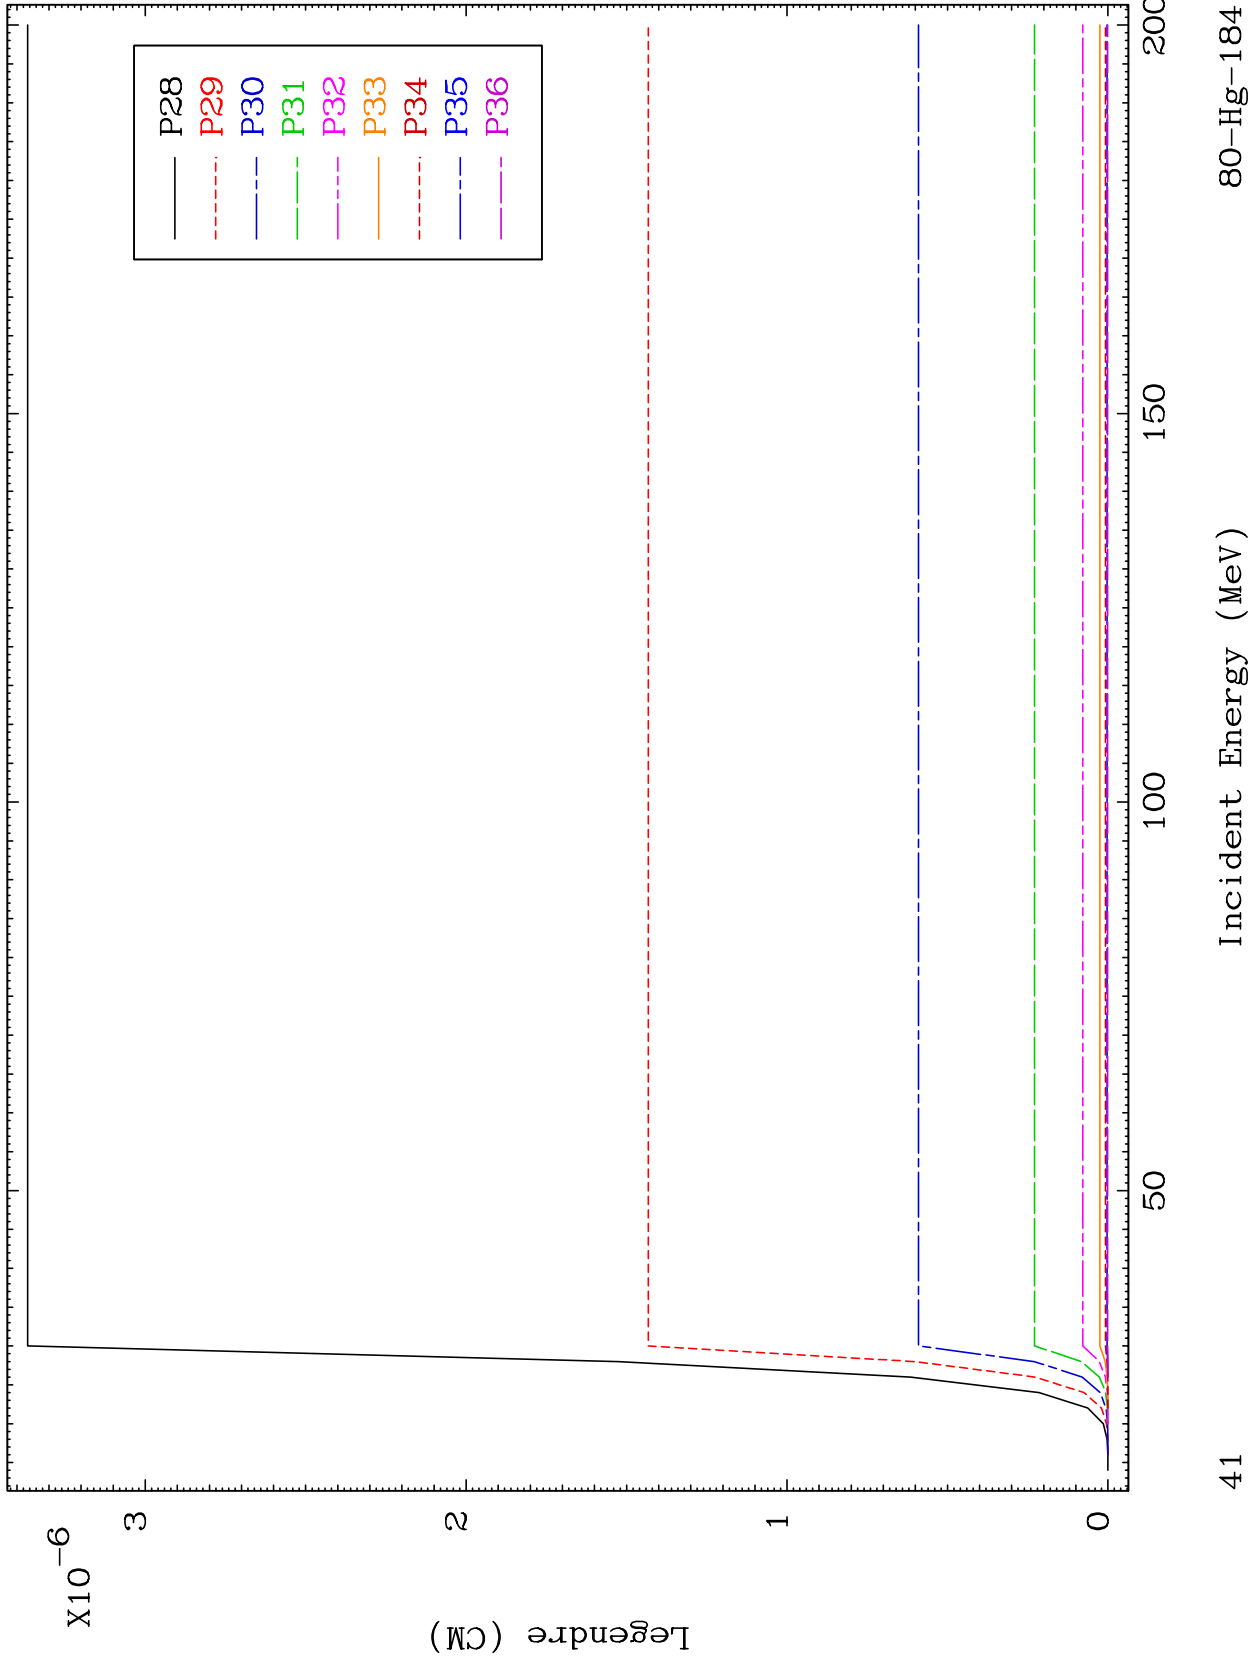 X10-6
3
2
1
0
Legendre (CM)
P28
P29
P30
P31
P32
P33
P34
P35
P36
50
100
150
200
41
Incident Energy (MeV)
80-Hg-184